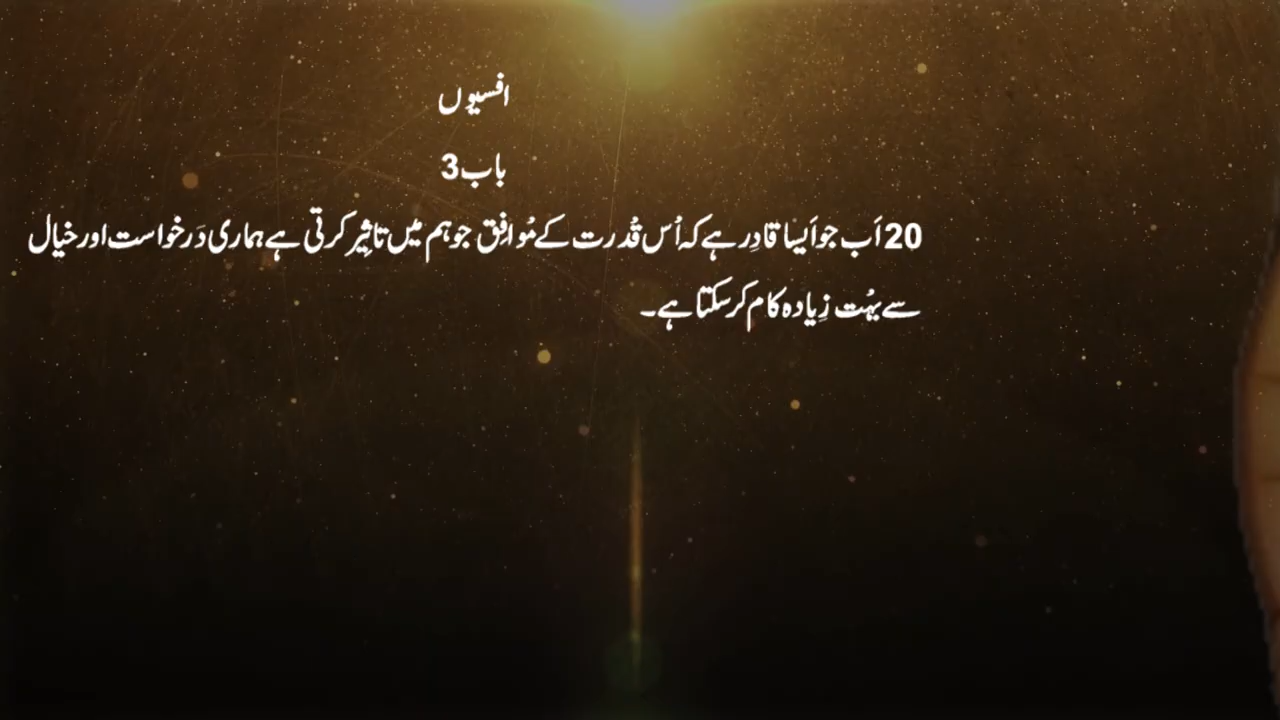 افسیوں
باب 3
20 اَب جو اَیسا قادِر ہے کہ اُس قُدرت کے مُوافِق جو ہم میں تاثِیر کرتی ہے ہماری دَرخواست اور خیال
سے بہُت زِیادہ کام کر سکتا ہے۔